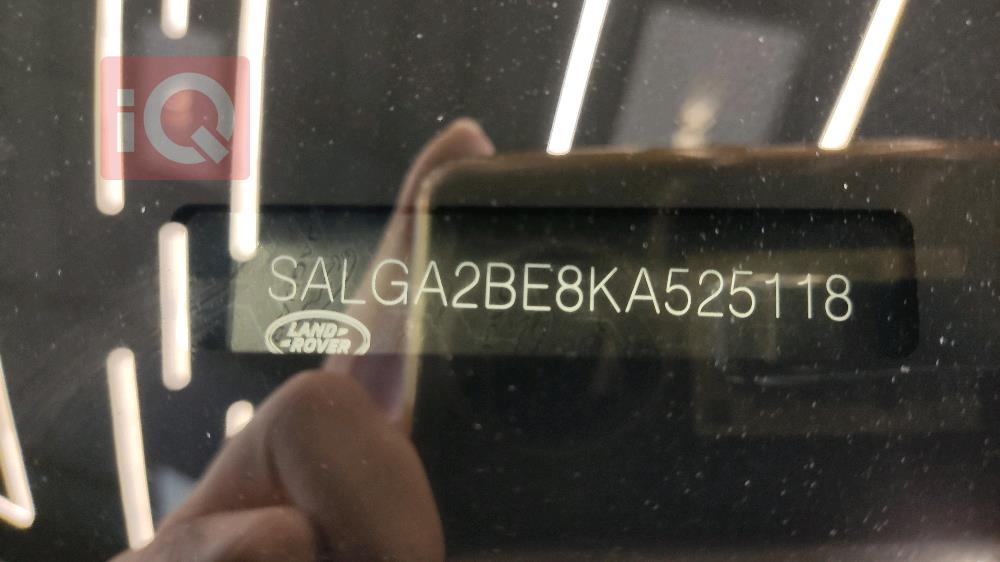 iQ
SALGA2BE8KA525118
LAND-
-ROVER